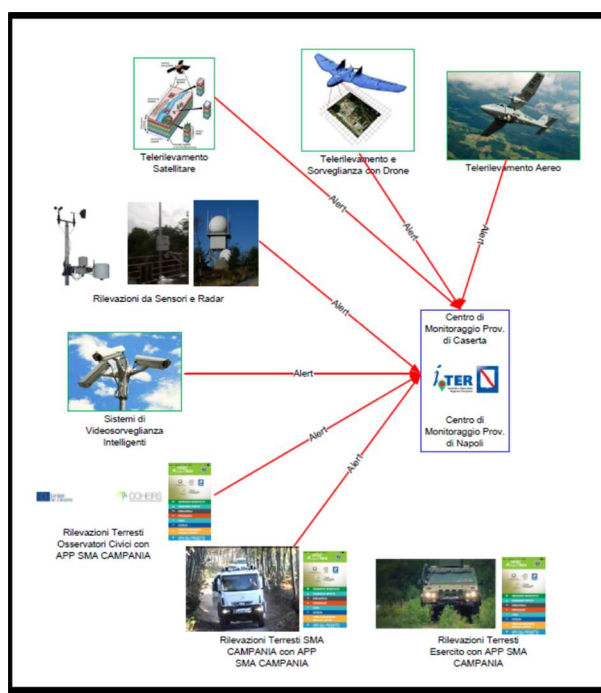 Telerilevamento
Satellitare
Telerilevamento e
Sorveglianza con Drone
Telerilevamento Aereo
Alert
Alert
Alert
Rilevazioni da Sensori e Radar
Alert
Centro di
Monitoraggio Prov.
di Caserta
i.TER
Centro di
Monitoraggio Prov.
di Napoli
Alert
Sistemi di
Videosorveglianza
Intelligenti
Alert
Alert
Rilevazioni Terresti
Osservatori Civici con
APP SMA CAMPANIA
Rilevazioni Terresti SMA
CAMPANIA con APP
SMA CAMPANIA
Rilevazioni Terresti
Esercito con APP SMA
CAMPANIA